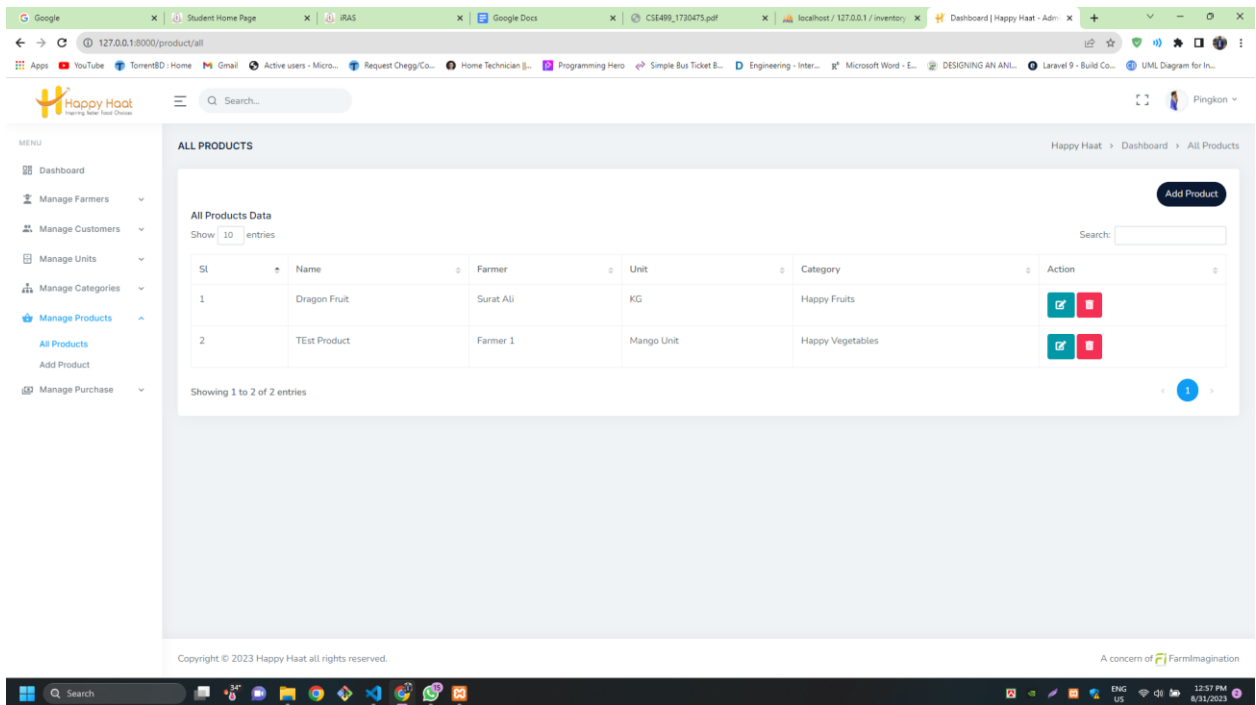 Google
Student Home Page
iRAS
Google Docs
CSE499_1730475.pdf
localhost / 127.0.0.1 / inventory
Dashboard | Happy Haat - Adm
127.0.0.1:8000/product/all
Apps YouTube TorrentBD : Home Gmail Active users - Micro... Request Chegg/Co... Home Technician ||... Programming Hero Simple Bus Ticket B... Engineering - Inter... Microsoft Word - E... DESIGNING AN ANI... Laravel 9 - Build Co... UML Diagram for In...
Happy Haat
Inspiring Better Food Choices
Search...
Pingkon
MENU
Dashboard
Manage Farmers
Manage Customers
Manage Units
Manage Categories
Manage Products
All Products
Add Product
Manage Purchase
ALL PRODUCTS
Happy Haat > Dashboard > All Products
Add Product
All Products Data
Show 10 entries
Search:
Sl Name Farmer Unit Category Action
1 Dragon Fruit Surat Ali KG Happy Fruits
2 TEst Product Farmer 1 Mango Unit Happy Vegetables
Showing 1 to 2 of 2 entries
‹ 1 ›
Copyright © 2023 Happy Haat all rights reserved.
A concern of FarmImagination
Search
34°
ENG
US
12:57 PM
8/31/2023